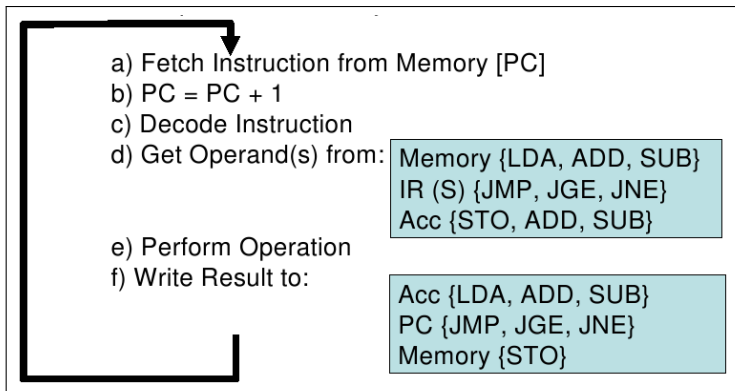 a) Fetch Instruction from Memory [PC]
b) PC = PC + 1
c) Decode Instruction
d) Get Operand(s) from:
Memory {LDA, ADD, SUB}
IR (S) {JMP, JGE, JNE}
Acc {STO, ADD, SUB}
e) Perform Operation
f) Write Result to:
Acc {LDA, ADD, SUB}
PC {JMP, JGE, JNE}
Memory {STO}